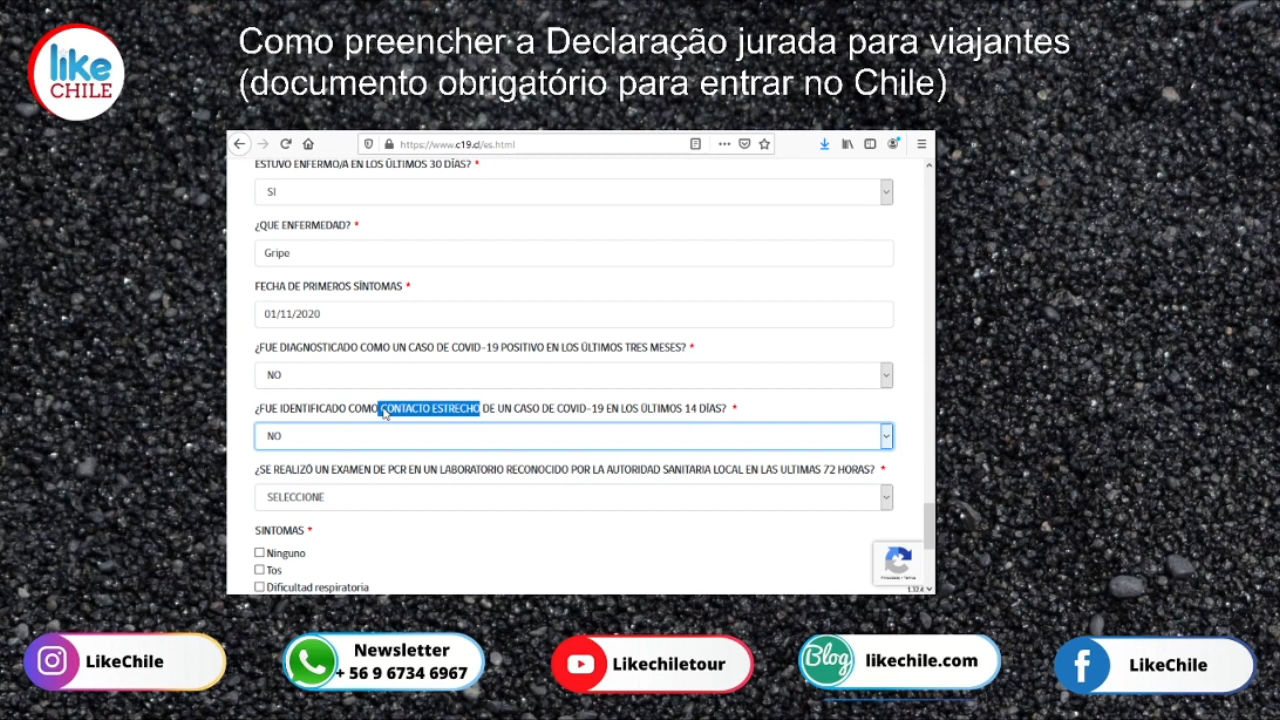 like
CHILE
Como preencher a Declaração jurada para viajantes
(documento obrigatório para entrar no Chile)
https://www.c19.cl/es.html
ESTUVO ENFERMO/A EN LOS ÚLTIMOS 30 DÍAS? *
SI
¿QUE ENFERMEDAD? *
Gripe
FECHA DE PRIMEROS SÍNTOMAS *
01/11/2020
¿FUE DIAGNOSTICADO COMO UN CASO DE COVID-19 POSITIVO EN LOS ÚLTIMOS TRES MESES? *
NO
¿FUE IDENTIFICADO COMO CONTACTO ESTRECHO DE UN CASO DE COVID-19 EN LOS ÚLTIMOS 14 DÍAS? *
NO
¿SE REALIZÓ UN EXAMEN DE PCR EN UN LABORATORIO RECONOCIDO POR LA AUTORIDAD SANITARIA LOCAL EN LAS ULTIMAS 72 HORAS? *
SELECCIONE
SINTOMAS *
Ninguno
Tos
Dificultad respiratoria
LikeChile
Newsletter
+ 56 9 6734 6967
Likechiletour
Blog
likechile.com
LikeChile